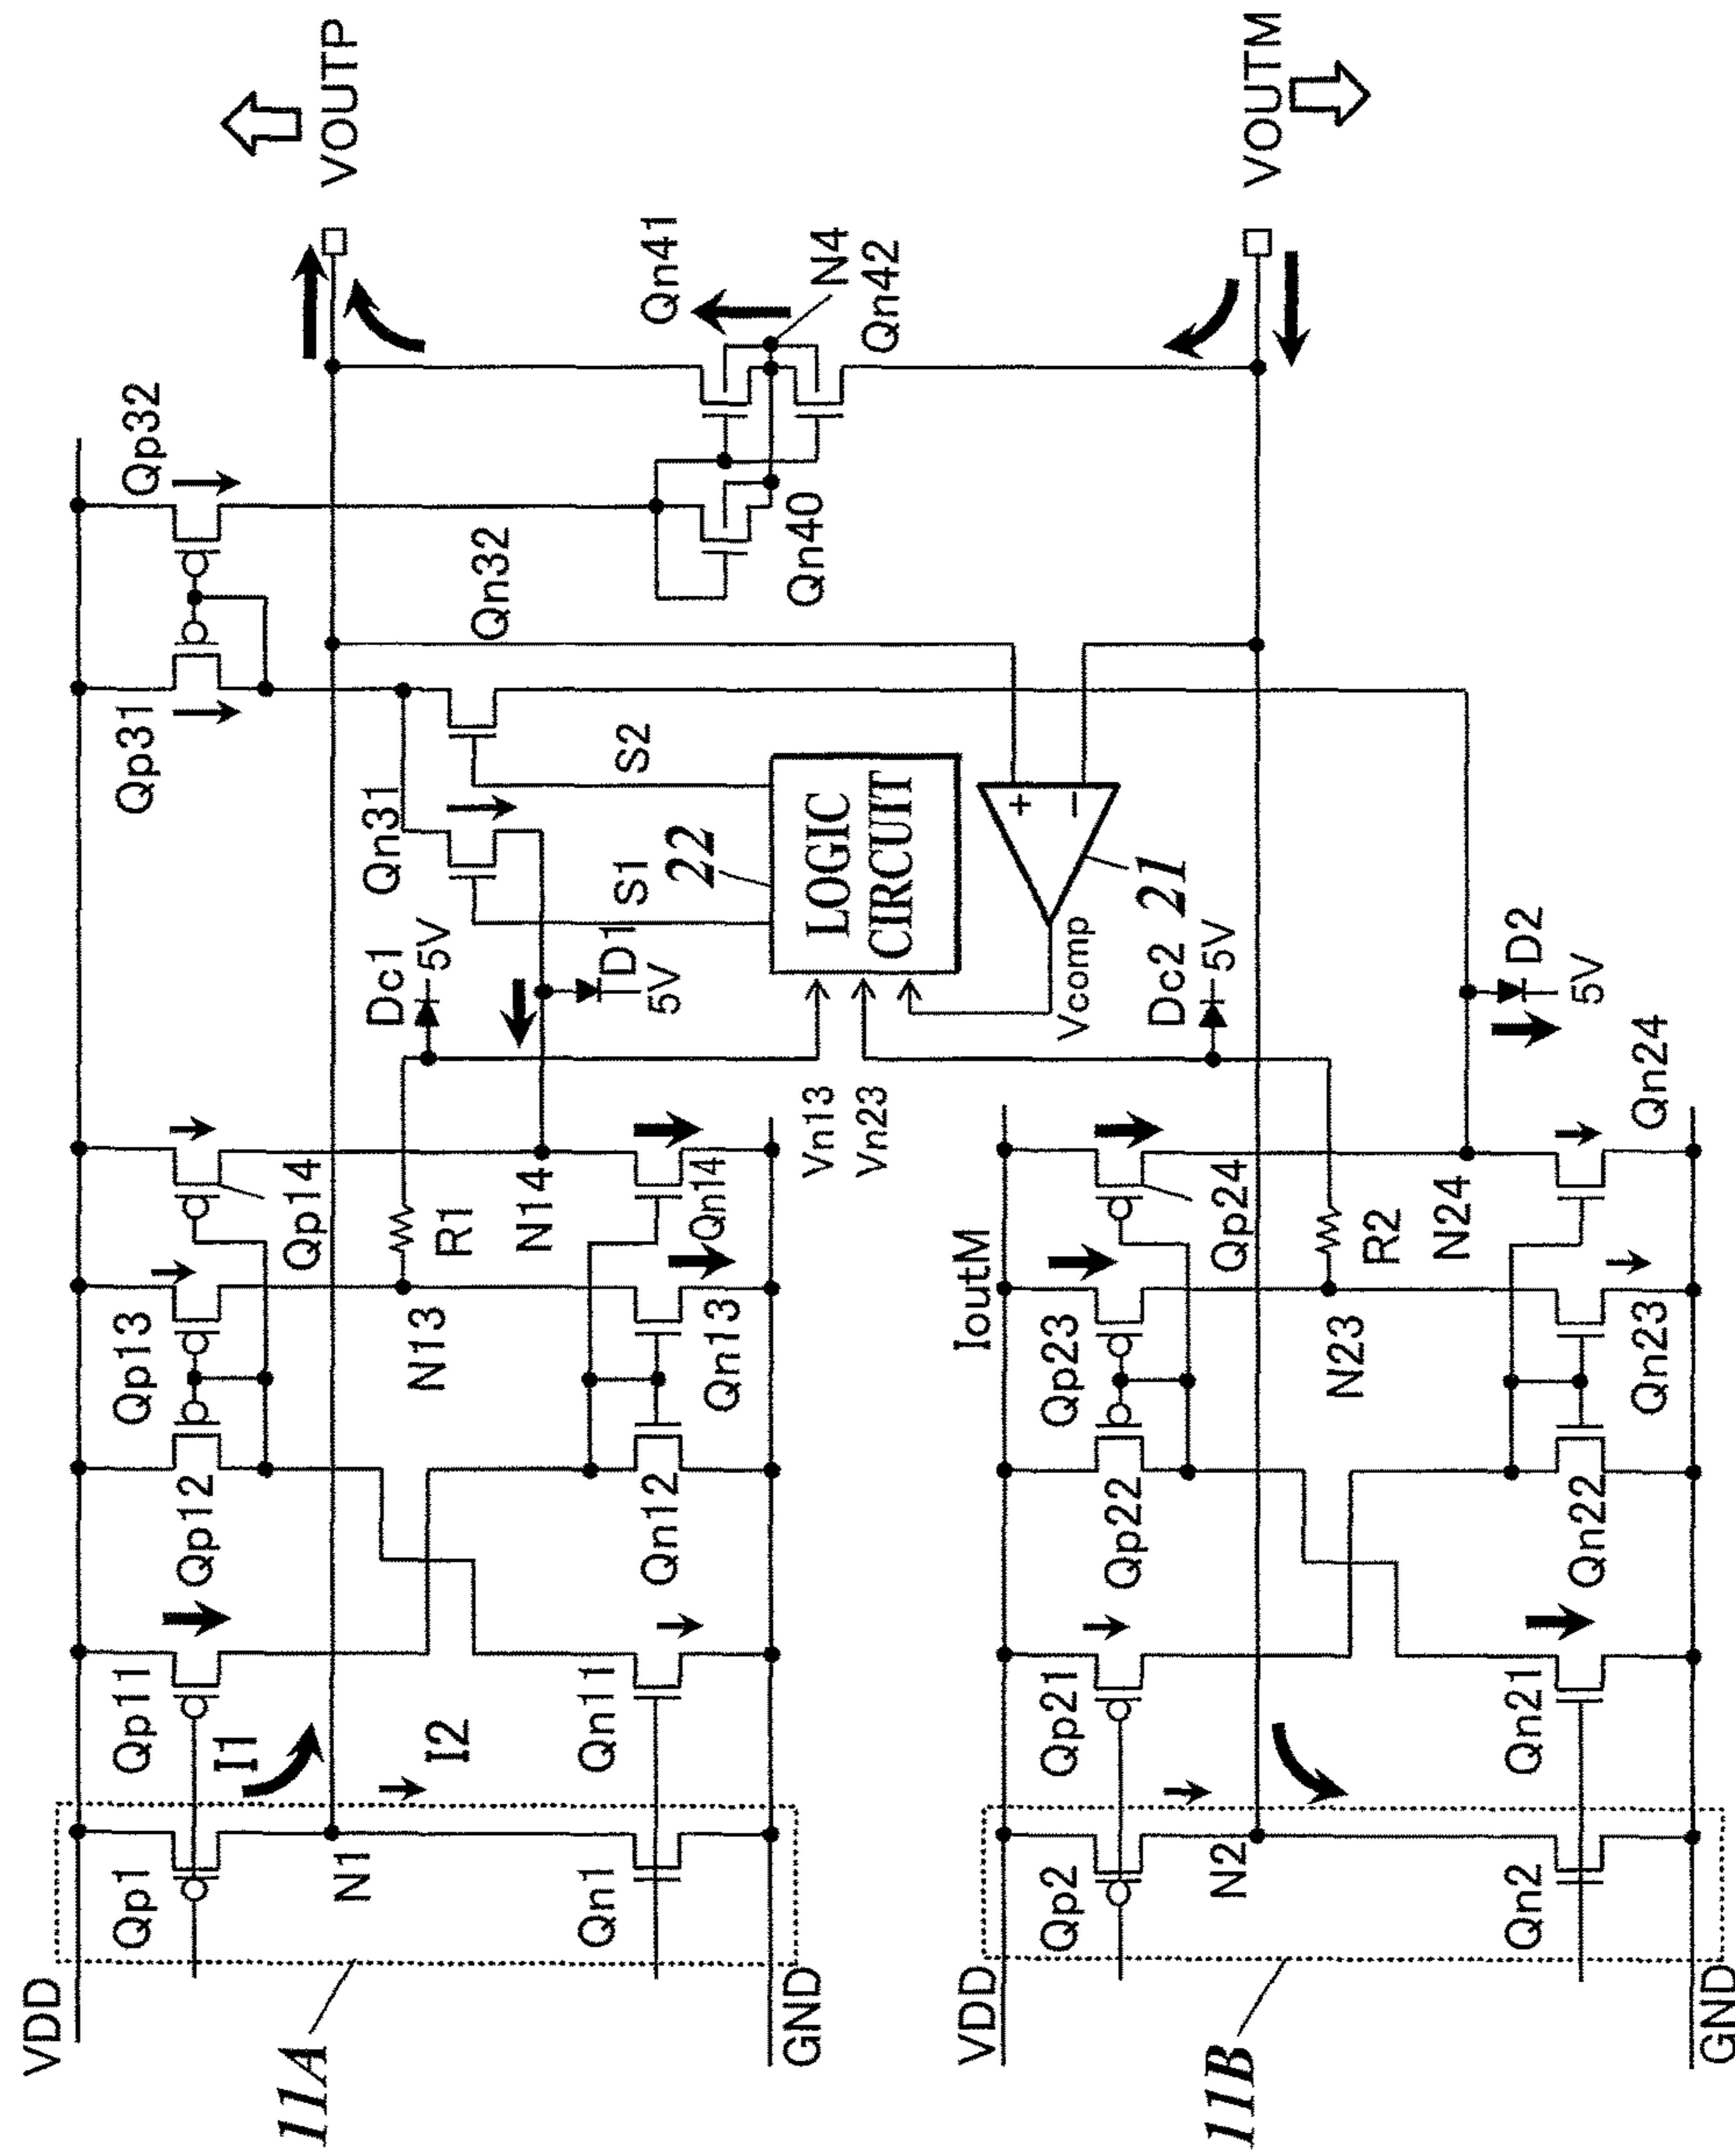 VDD
11A
GND
Qp1
N1
Qn1
I1
I2
Qp11
Qn11
Qp12
Qn12
Qp13
N13
Qn13
Qp14
R1
N14
Qn14
Dc1
5V
D1
5V
Vn13
Vn23
Qn31
S1
22
S2
LOGIC
CIRCUIT
+
−
21
Vcomp
Dc2
5V
Qp31
Qp32
Qn32
Qn40
Qn41
N4
Qn42
VOUTP
VOUTM
VDD
11B
GND
Qp2
N2
Qn2
Qp21
Qn21
Qp22
Qn22
IoutM
Qp23
N23
Qn23
Qp24
R2
N24
Qn24
D2
5V